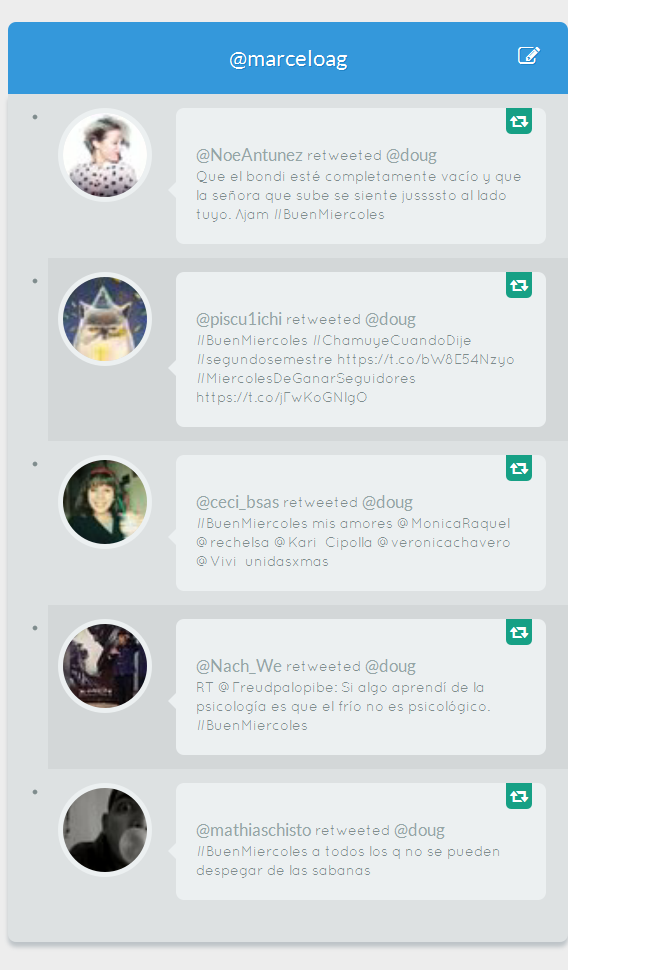 @marceloag
@NoeAntunez retweeted @doug
Que el bondi esté completamente vacío y que
la señora que sube se siente jussssto al lado
tuyo. Ajam #BuenMiercoles
@piscu1ichi retweeted @doug
#BuenMiercoles #ChamuyeCuandoDije
#segundosemestre https://t.co/bW8E54Nzyo
#MiercolesDeGanarSeguidores
https://t.co/jFwKoGNIgO
@ceci_bsas retweeted @doug
#BuenMiercoles mis amores @MonicaRaquel
@rechelsa @Kari_Cipolla @veronicachavero
@Vivi_unidasxmas
@Nach_We retweeted @doug
RT @Freudpalopibe: Si algo aprendí de la
psicología es que el frío no es psicológico.
#BuenMiercoles
@mathiaschisto retweeted @doug
#BuenMiercoles a todos los q no se pueden
despegar de las sabanas